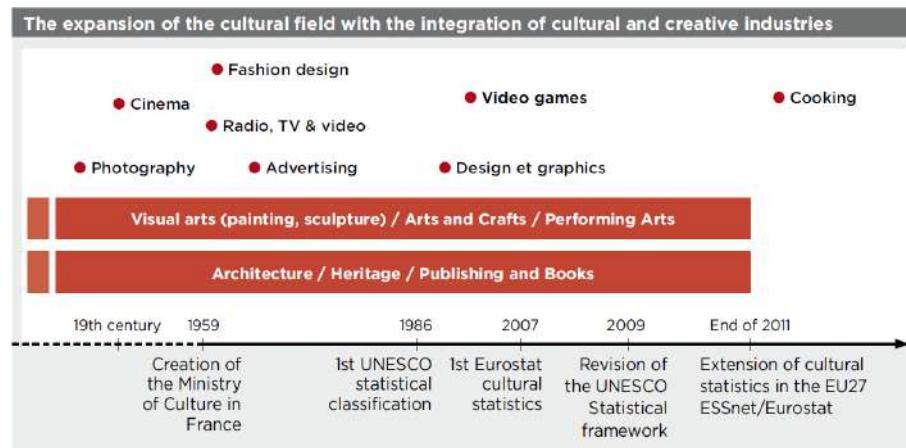 The expansion of the cultural field with the integration of cultural and creative industries
Fashion design
Cinema
Video games
Cooking
Radio, TV & video
Photography
Advertising
Design et graphics
Visual arts (painting, sculpture) / Arts and Crafts / Performing Arts
Architecture / Heritage / Publishing and Books
19th century
1959
1986
2007
2009
End of 2011
Creation of
the Ministry
of Culture in
France
1st UNESCO
statistical
classification
1st Eurostat
cultural
statistics
Revision of
the UNESCO
Statistical
framework
Extension of cultural
statistics in the EU27
ESSnet/Eurostat